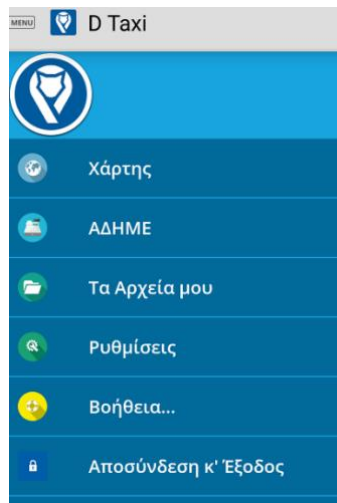 MENU D Taxi
Χάρτης
ΑΔΗΜΕ
Τα Αρχεία μου
Ρυθμίσεις
Βοήθεια...
Αποσύνδεση κ' Έξοδος